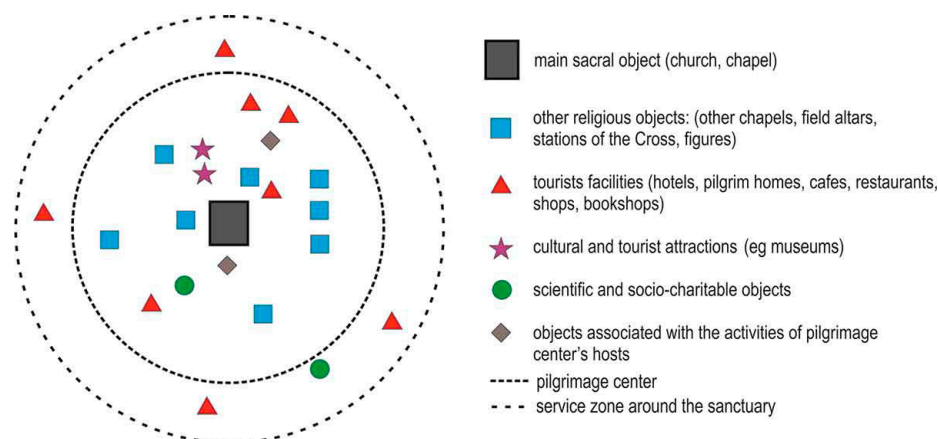 main sacral object (church, chapel)
other religious objects: (other chapels, field altars,
stations of the Cross, figures)
tourists facilities (hotels, pilgrim homes, cafes, restaurants,
shops, bookshops)
cultural and tourist attractions (eg museums)
scientific and socio-charitable objects
objects associated with the activities of pilgrimage
center's hosts
pilgrimage center
service zone around the sanctuary